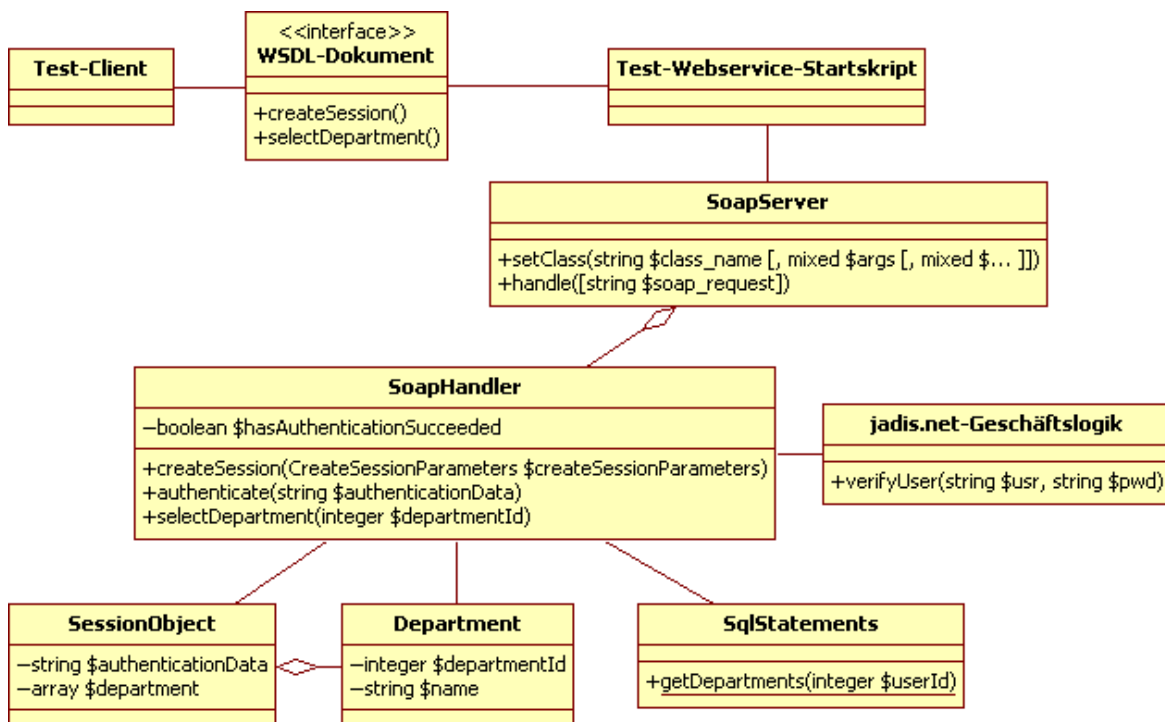 Test-Client
<<interface>>
WSDL-Dokument
+createSession()
+selectDepartment()
Test-Webservice-Startskript
SoapServer
+setClass(string $class_name [, mixed $args [, mixed $... ]])
+handle([string $soap_request])
SoapHandler
−boolean $hasAuthenticationSucceeded
+createSession(CreateSessionParameters $createSessionParameters)
+authenticate(string $authenticationData)
+selectDepartment(integer $departmentId)
jadis.net-Geschäftslogik
+verifyUser(string $usr, string $pwd)
SessionObject
−string $authenticationData
−array $department
Department
−integer $departmentId
−string $name
SqlStatements
+getDepartments(integer $userId)